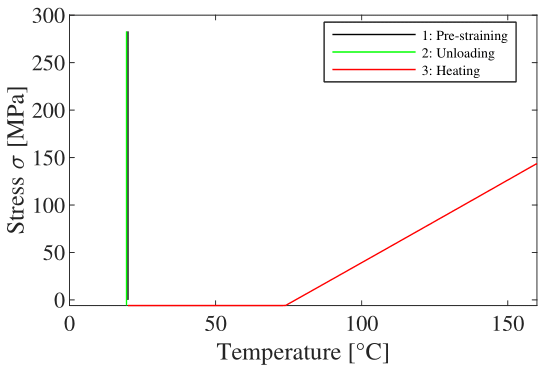 300
250
200
150
100
50
0
Stress σ [MPa]
1: Pre-straining
2: Unloading
3: Heating
0 50 100 150
Temperature [°C]